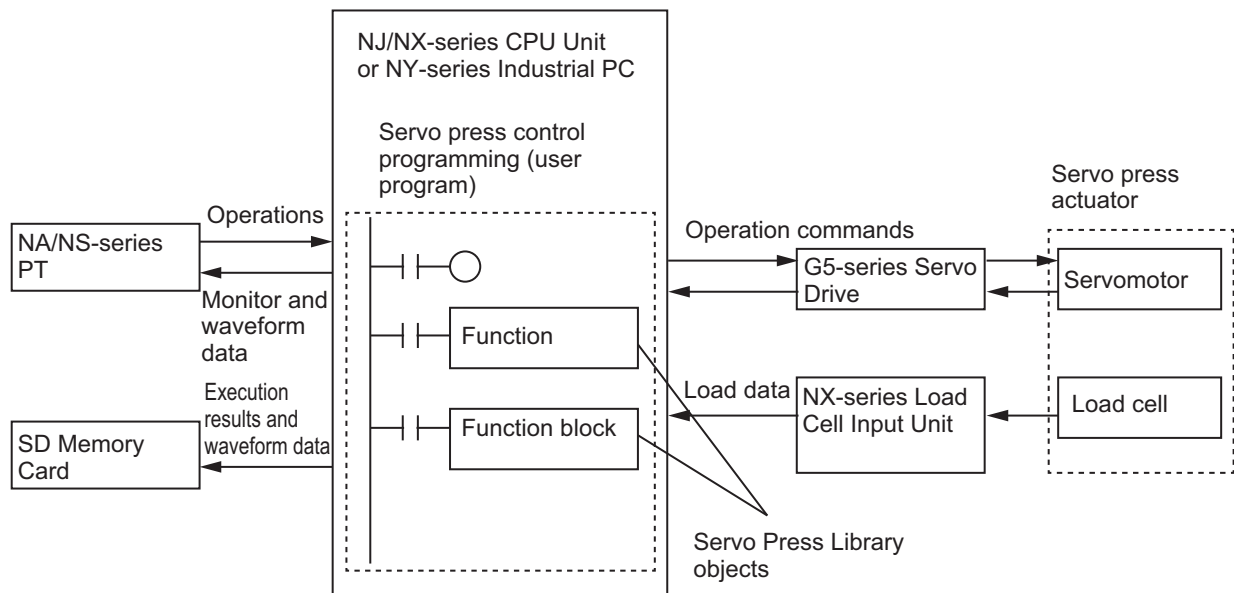 NJ/NX-series CPU Unit
or NY-series Industrial PC
Servo press control
programming (user
program)
Operations
NA/NS-series
PT
Monitor and
waveform
data
Execution
results and
waveform data
SD Memory
Card
Function
Function block
Operation commands
G5-series Servo
Drive
Servo press
actuator
Servomotor
Load data
NX-series Load
Cell Input Unit
Load cell
Servo Press Library
objects